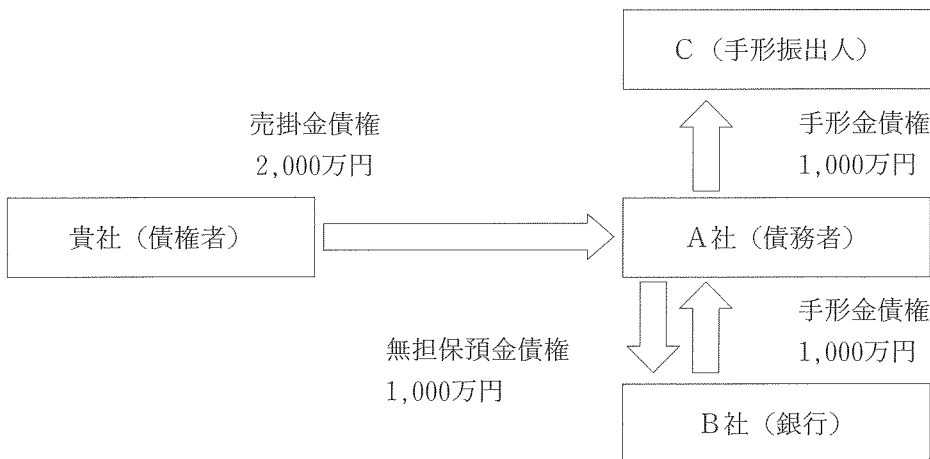 C（手形振出人）
売掛金債権
2,000万円
手形金債権
1,000万円
貴社（債権者）
A社（債務者）
無担保預金債権
1,000万円
手形金債権
1,000万円
B社（銀行）